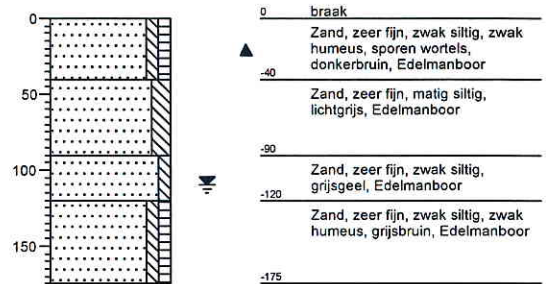 0
50
100
150
0 braak
Zand, zeer fijn, zwak siltig, zwak
humeus, sporen wortels,
donkerbruin, Edelmanboor
-40
Zand, zeer fijn, matig siltig,
lichtgrijs, Edelmanboor
-90
Zand, zeer fijn, zwak siltig,
grijsgeel, Edelmanboor
-120
Zand, zeer fijn, zwak siltig, zwak
humeus, grijsbruin, Edelmanboor
-175